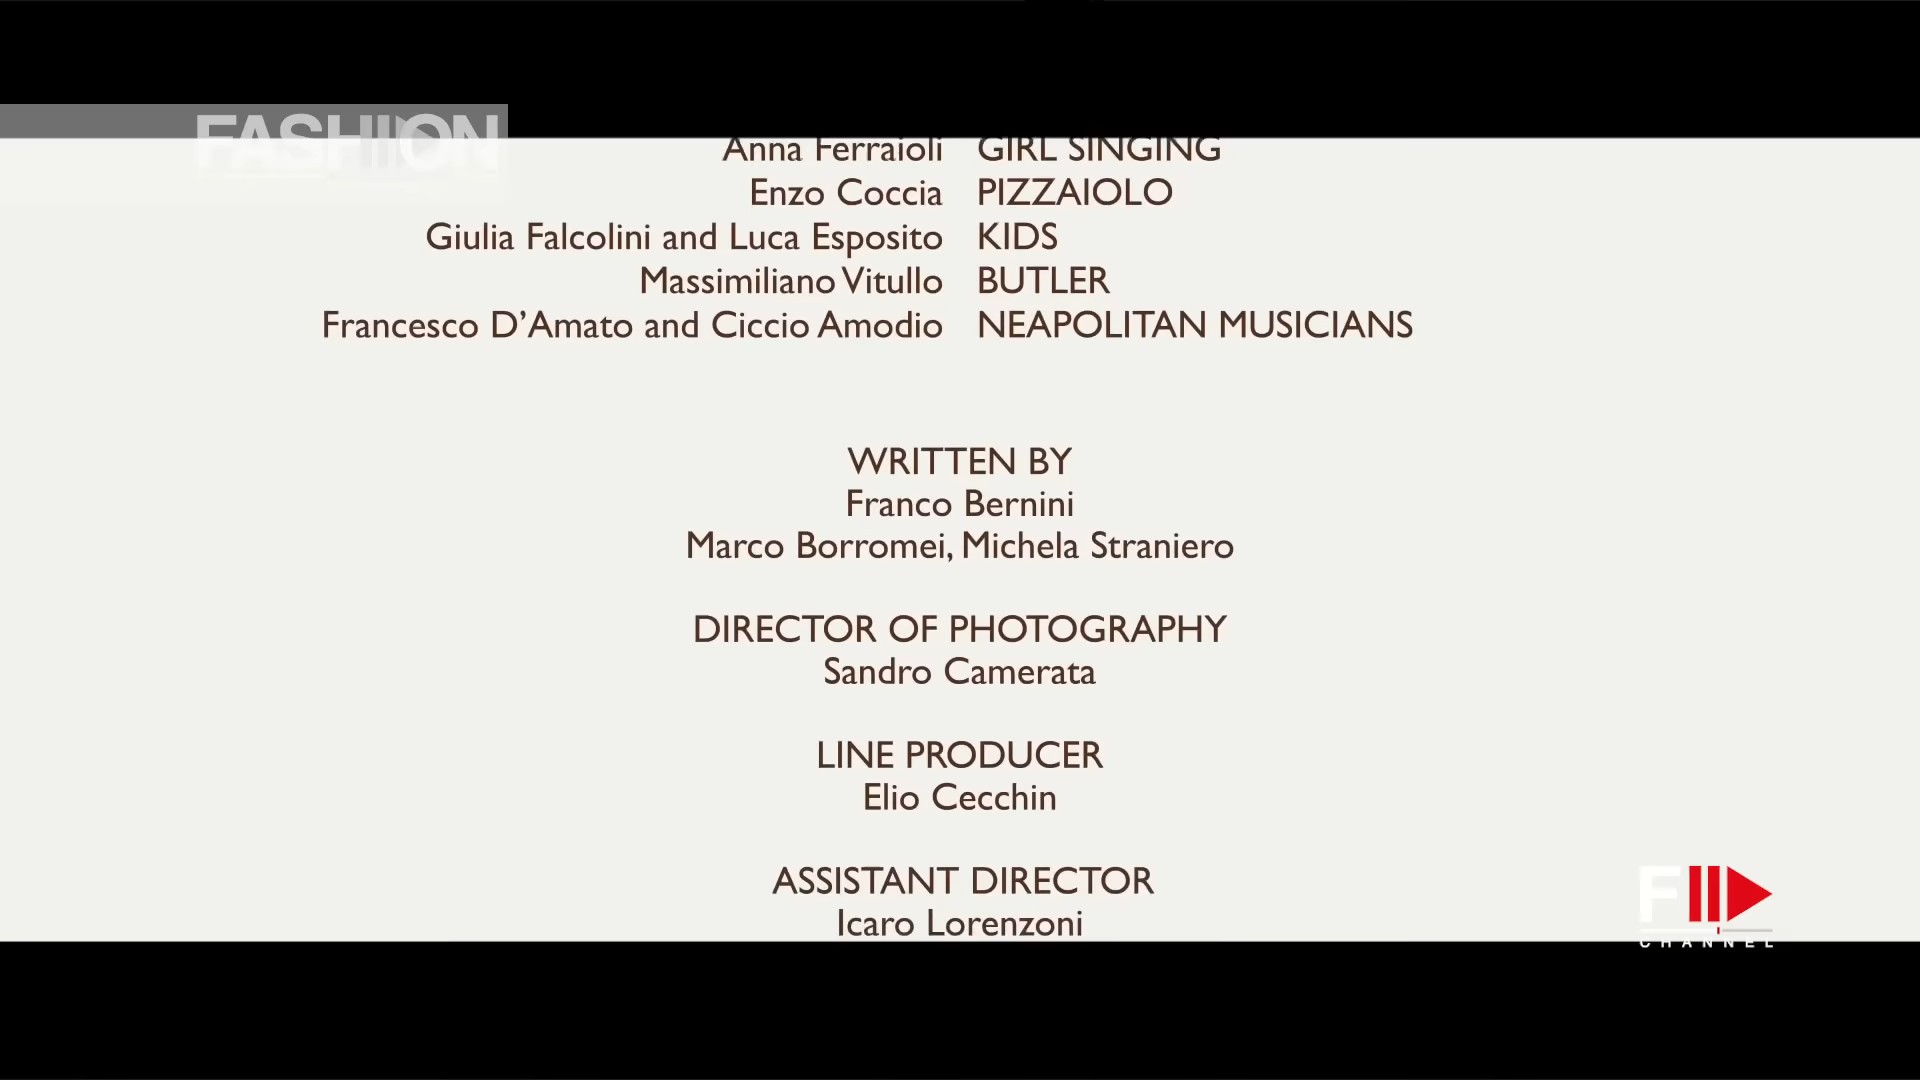 FASHION
Anna Ferraioli GIRL SINGING
Enzo Coccia PIZZAIOLO
Giulia Falcolini and Luca Esposito KIDS
Massimiliano Vitullo BUTLER
Francesco D’Amato and Ciccio Amodio NEAPOLITAN MUSICIANS
WRITTEN BY
Franco Bernini
Marco Borromei, Michela Straniero
DIRECTOR OF PHOTOGRAPHY
Sandro Camerata
LINE PRODUCER
Elio Cecchin
ASSISTANT DIRECTOR
Icaro Lorenzoni
F
CHANNEL